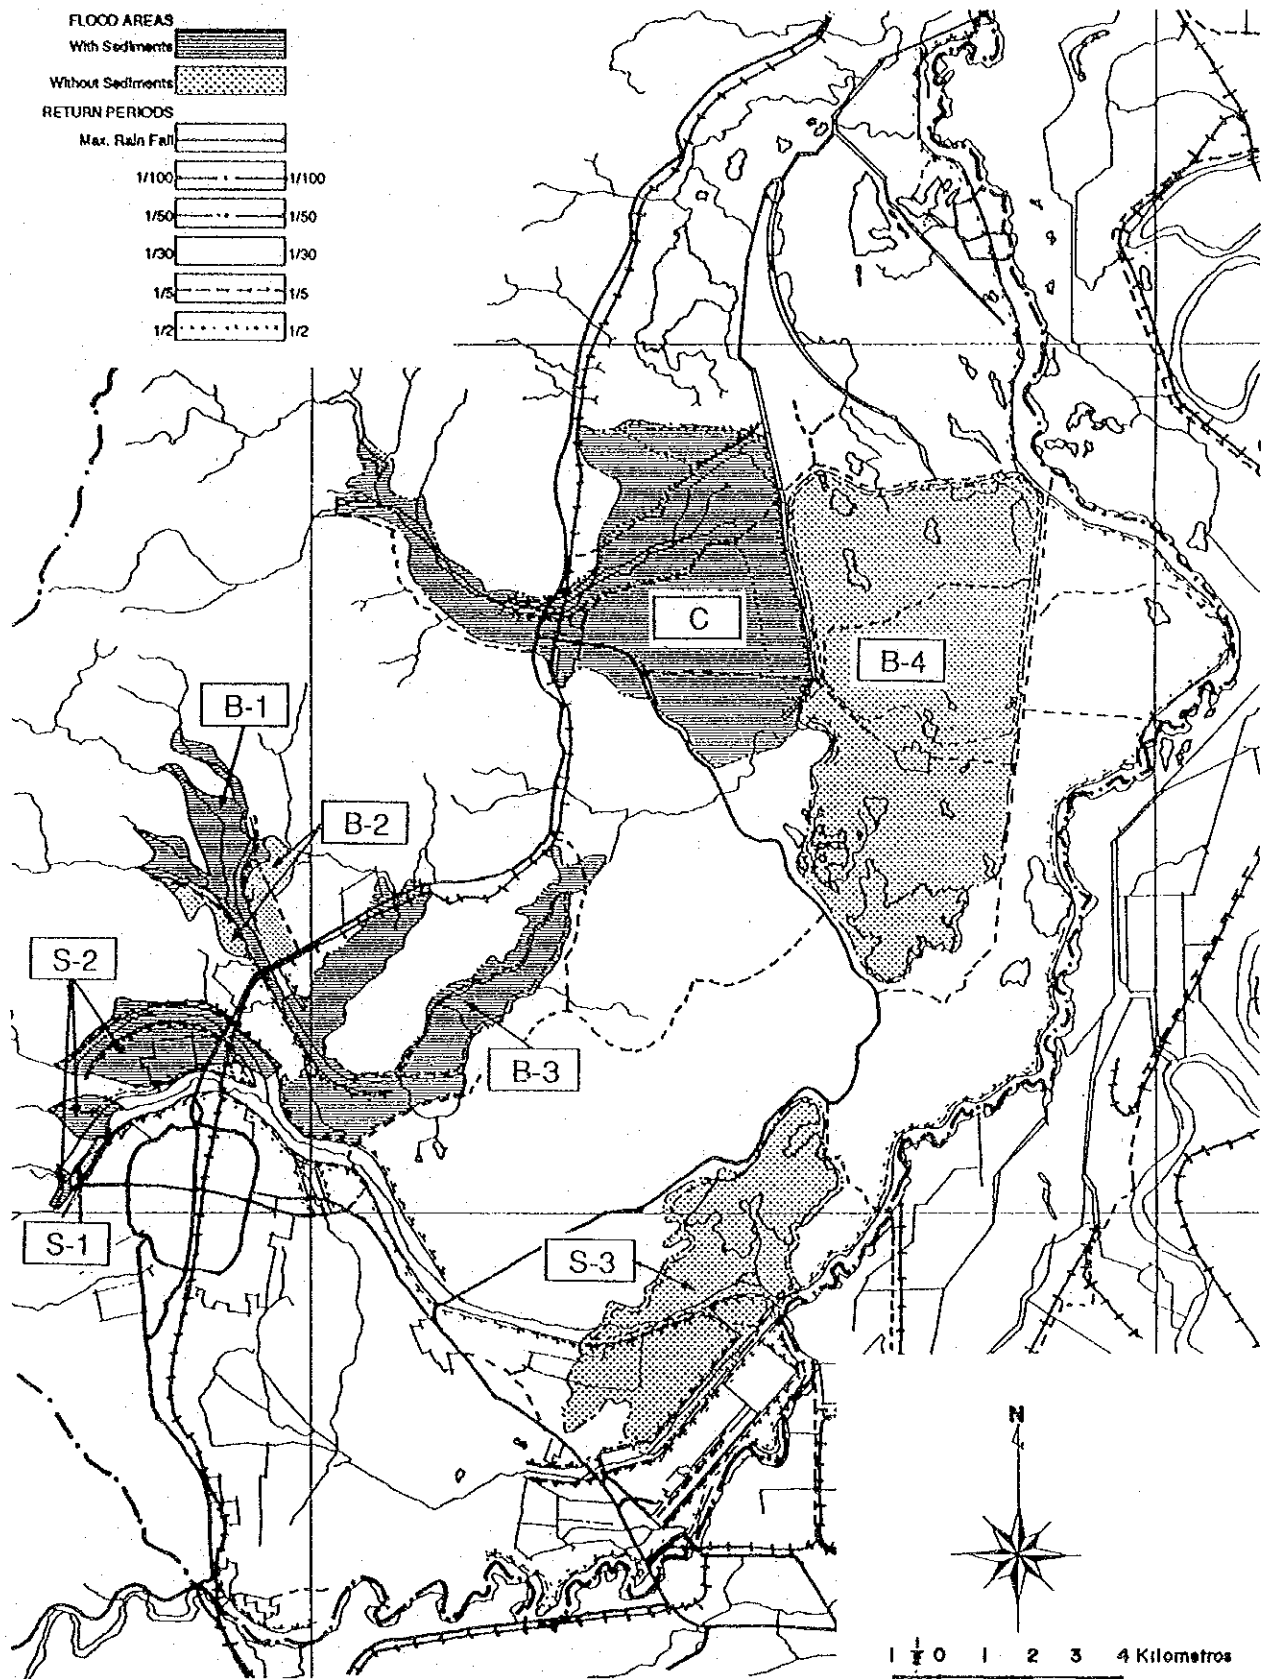 FLOOD AREAS
With Sediments
Without Sediments
RETURN PERIODS
Max. Rain Fall
1/100 1/100
1/50 1/50
1/30 1/30
1/5 1/5
1/2 1/2
C
B-4
B-1
B-2
S-2
B-3
S-1
S-3
N
1 ½ 0 1 2 3 4 Kilometros